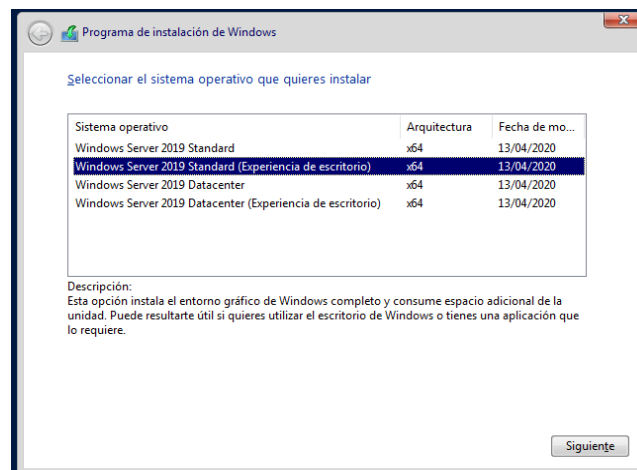 Programa de instalación de Windows
Seleccionar el sistema operativo que quieres instalar
Sistema operativo Arquitectura Fecha de mo...
Windows Server 2019 Standard x64 13/04/2020
Windows Server 2019 Standard (Experiencia de escritorio) x64 13/04/2020
Windows Server 2019 Datacenter x64 13/04/2020
Windows Server 2019 Datacenter (Experiencia de escritorio) x64 13/04/2020
Descripción:
Esta opción instala el entorno gráfico de Windows completo y consume espacio adicional de la
unidad. Puede resultarte útil si quieres utilizar el escritorio de Windows o tienes una aplicación que
lo requiere.
Siguiente